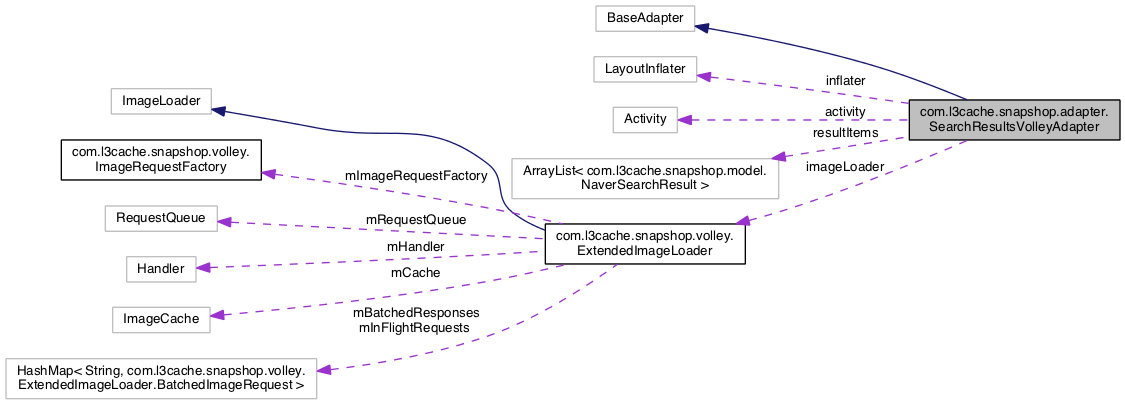 BaseAdapter
LayoutInflater
inflater
ImageLoader
Activity
activity
com.l3cache.snapshop.adapter.
SearchResultsVolleyAdapter
resultItems
com.l3cache.snapshop.volley.
ImageRequestFactory
mImageRequestFactory
ArrayList< com.l3cache.snapshop.model.
NaverSearchResult >
imageLoader
RequestQueue
mRequestQueue
com.l3cache.snapshop.volley.
ExtendedImageLoader
mHandler
Handler
mCache
ImageCache
mBatchedResponses
mInFlightRequests
HashMap< String, com.l3cache.snapshop.volley.
ExtendedImageLoader.BatchedImageRequest >